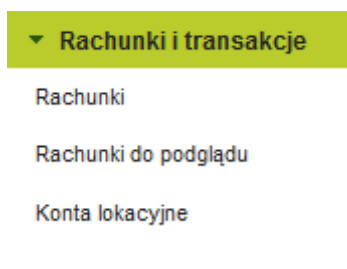 Rachunki i transakcje
Rachunki
Rachunki do podglądu
Konta lokacyjne